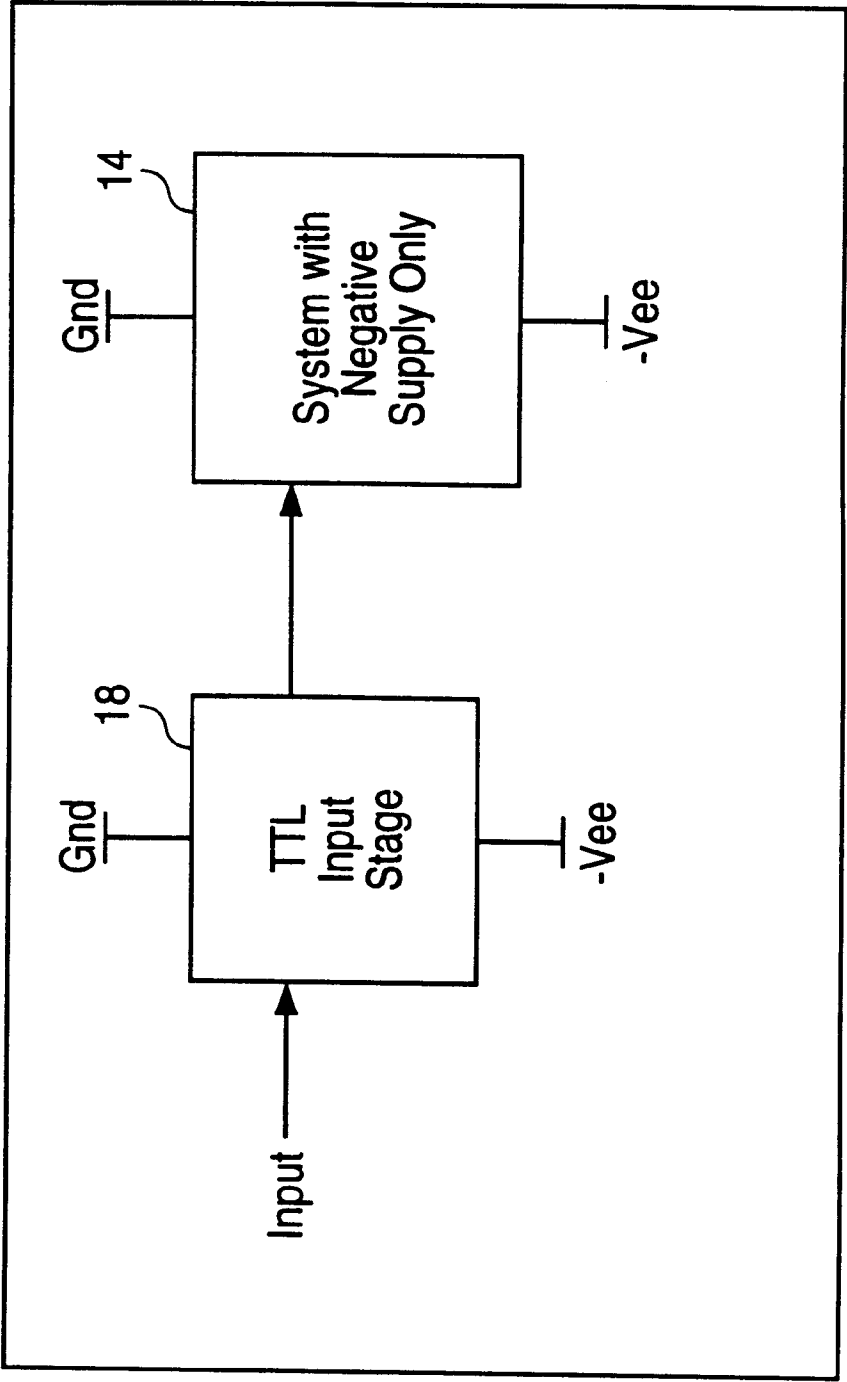 Gnd
18
TTL
Input
Stage
-Vee
Input
Gnd
14
System with
Negative
Supply Only
-Vee